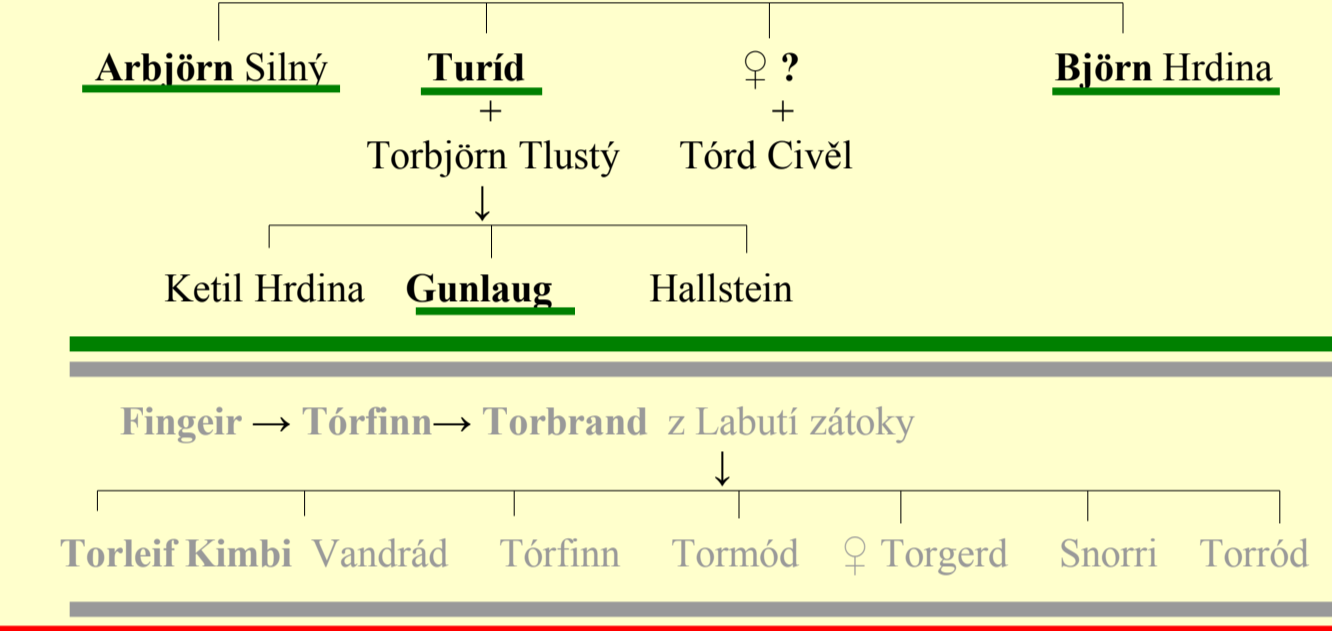 Arbjörn Silný Turíd ♀ ? Björn Hrdina
+ +
Torbjörn Tlustý Tórd Civěl
↓
Ketil Hrdina Gunlaug Hallstein
Fingeir → Tórfinn→ Torbrand z Labutí zátoky
↓
Torleif Kimbi Vandrád Tórfinn Tormód ♀ Torgerd Snorri Torród